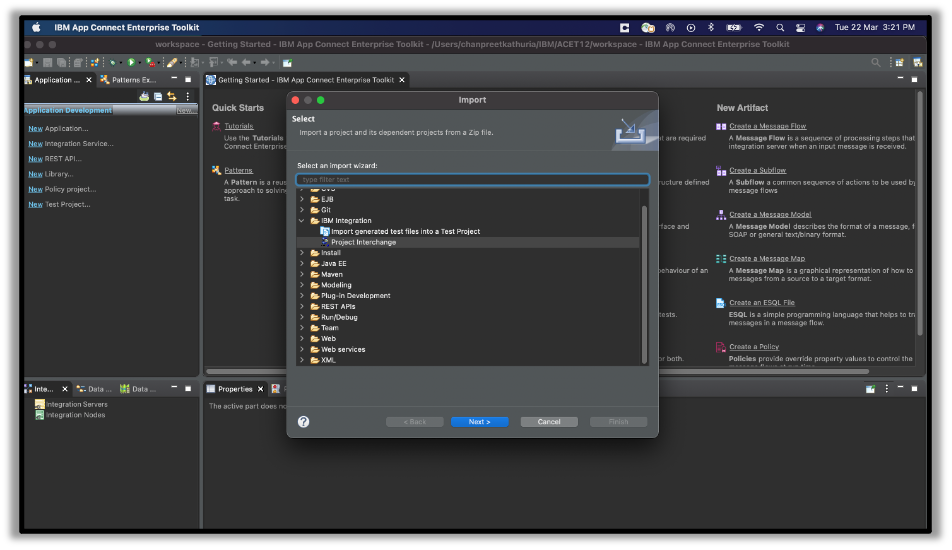 IBM App Connect Enterprise Toolkit
Tue 22 Mar 3:21 PM
workspace - Getting Started - IBM App Connect Enterprise Toolkit - /Users/chanpreetkathuria/IBM/ACET12/workspace - IBM App Connect Enterprise Toolkit
Application ...
Patterns Ex...
Getting Started - IBM App Connect Enterprise Toolkit
Application Development
New...
New Application...
New Integration Service...
New REST API...
New Library...
New Policy project...
New Test Project...
Quick Starts
Tutorials
Use the Tutorials
Connect Enterprise
Patterns
A Pattern is a reus
approach to solvin
task.
Import
Select
Import a project and its dependent projects from a Zip file.
Select an import wizard:
type filter text
CVS
EJB
Git
IBM Integration
Import generated test files into a Test Project
Project Interchange
Install
Java EE
Maven
Modeling
Plug-in Development
REST APIs
Run/Debug
Team
Web
Web services
XML
< Back
Next >
Cancel
Finish
are required
ructure defined
rface and
behaviour of an
tests.
or both.
New Artifact
Create a Message Flow
A Message Flow is a sequence of processing steps that
integration server when an input message is received.
Create a Subflow
A Subflow a common sequence of actions to be used by
message flows
Create a Message Model
A Message Model describes the format of a message, f
SOAP or general text/binary format.
Create a Message Map
A Message Map is a graphical representation of how to
messages from a source to a target format.
Create an ESQL File
ESQL is a simple programming language that helps to tra
messages in a message flow.
Create a Policy
Policies provide override property values to control the
Inte...
Data ...
Data ...
Integration Servers
Integration Nodes
Properties
The active part does no